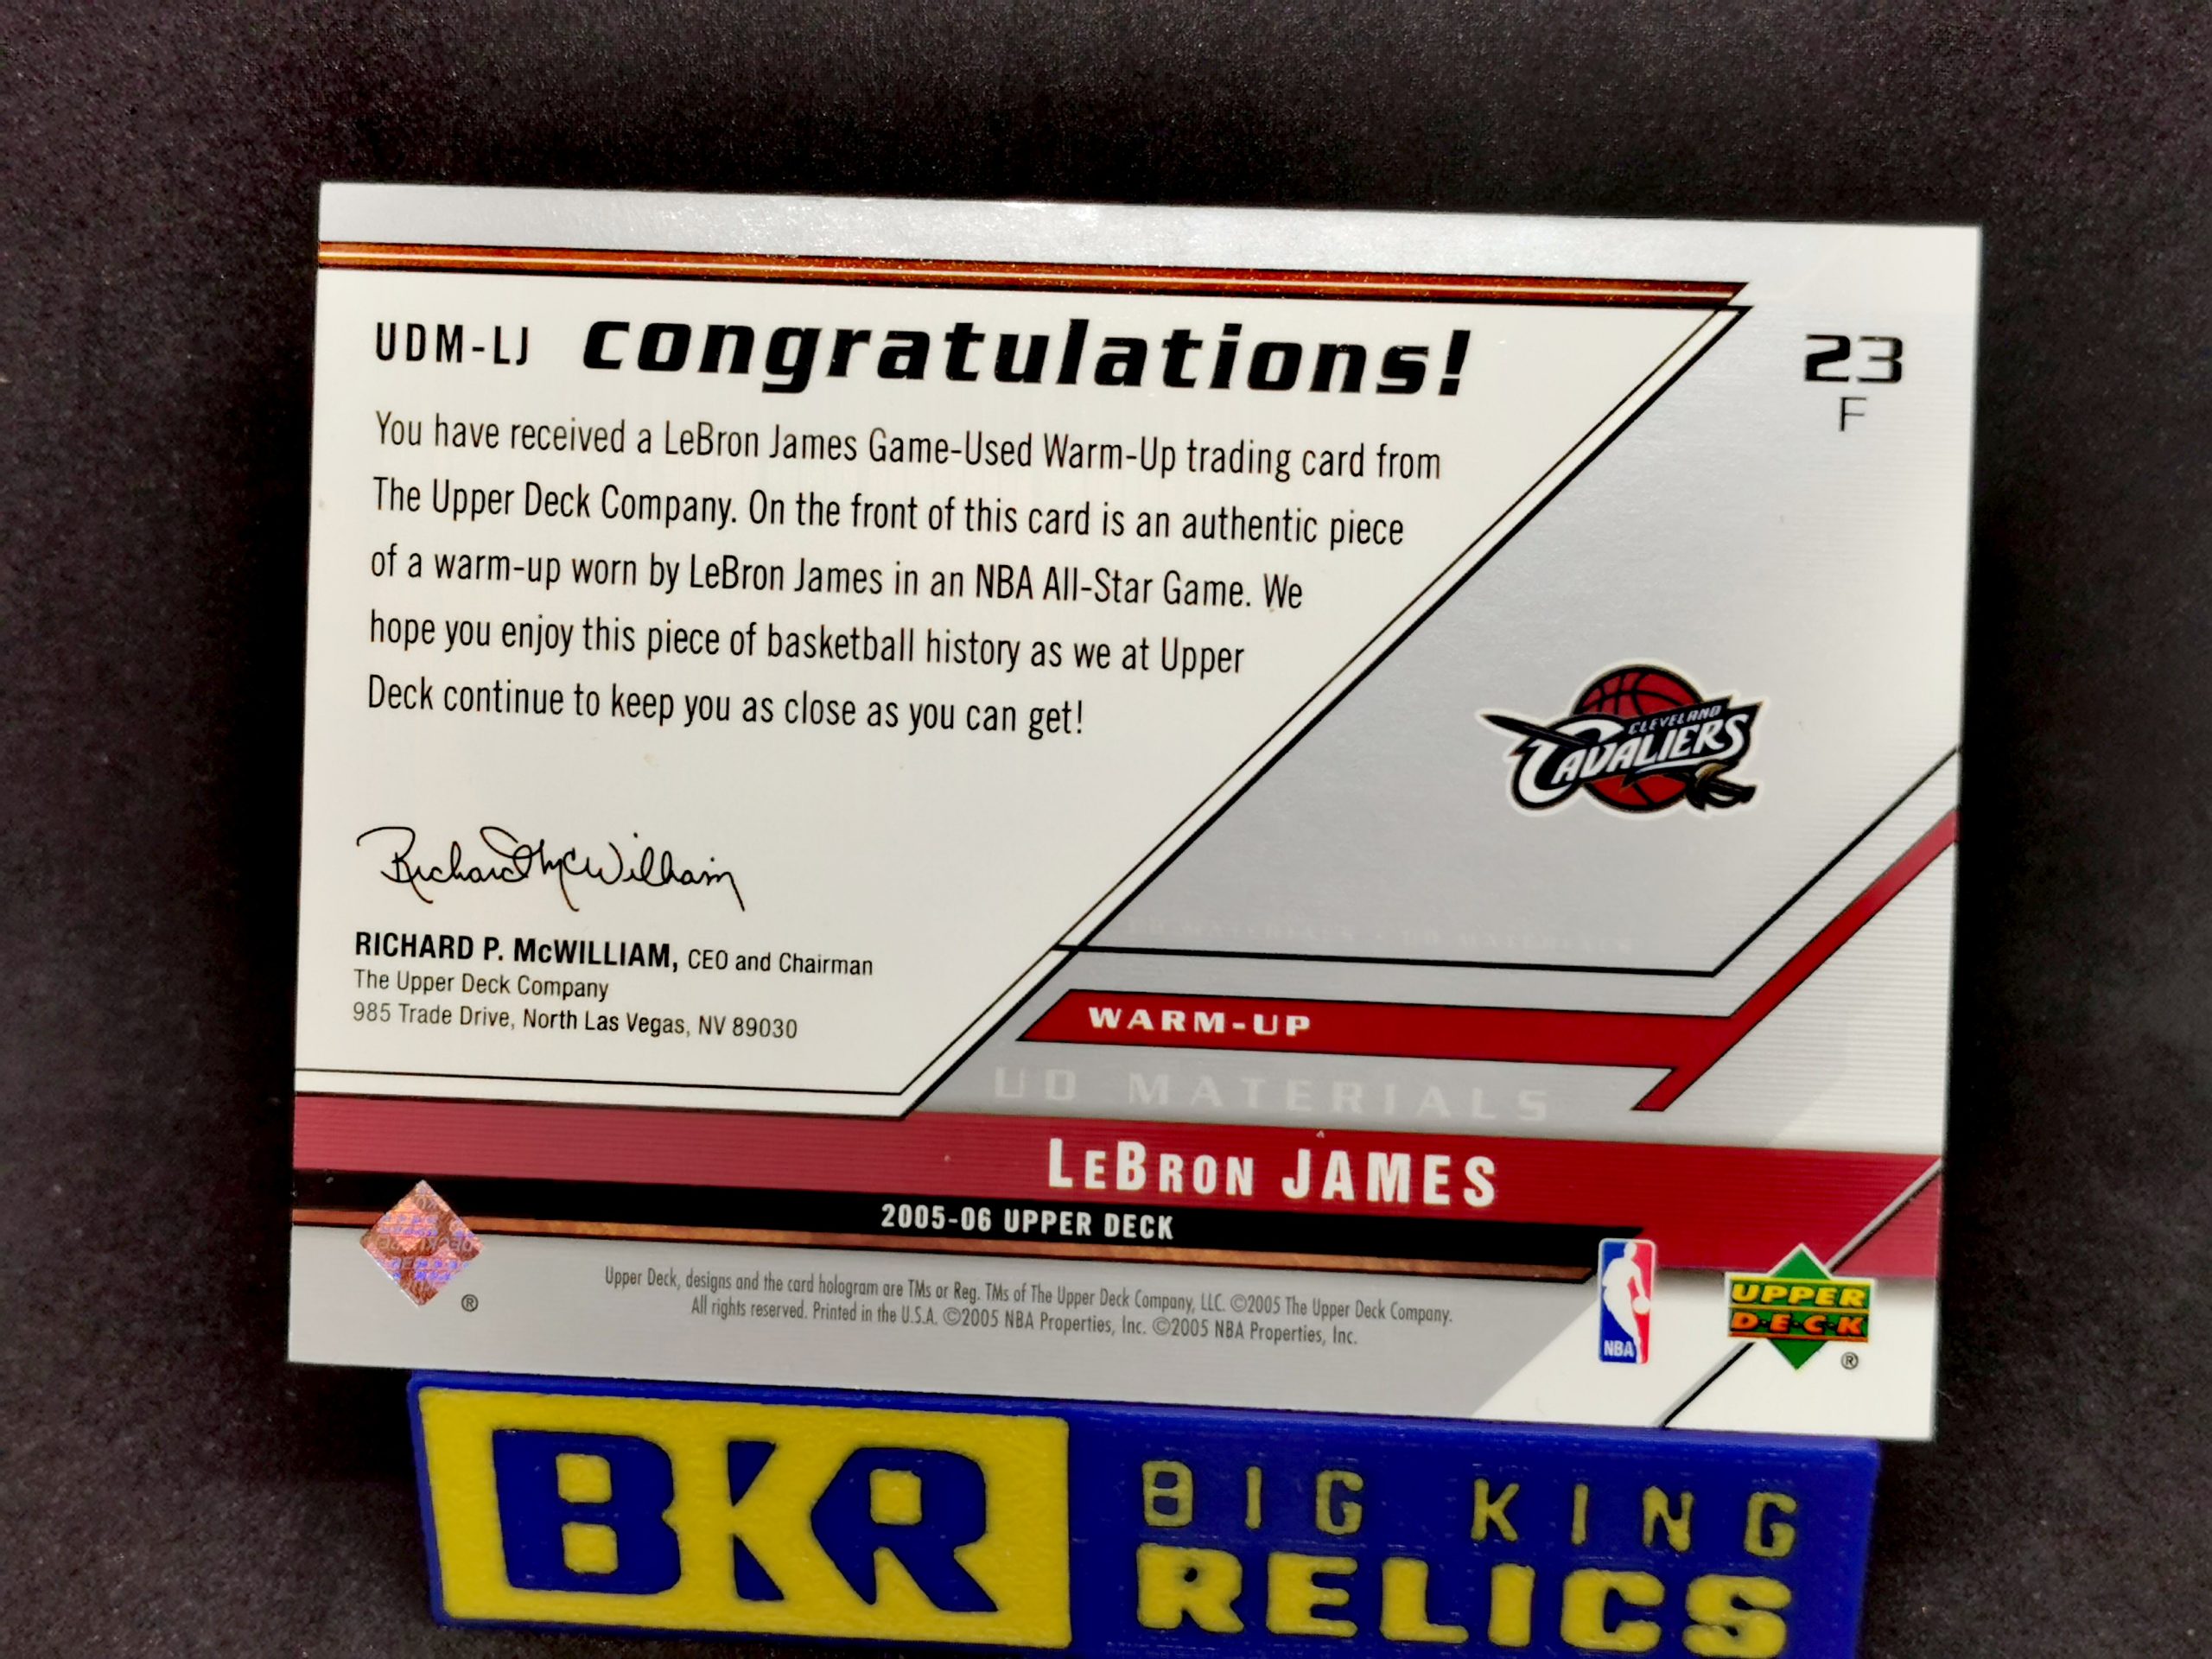 UDM-LJ congratulations!
23
F
You have received a LeBron James Game-Used Warm-Up trading card from
The Upper Deck Company. On the front of this card is an authentic piece
of a warm-up worn by LeBron James in an NBA All-Star Game. We
hope you enjoy this piece of basketball history as we at Upper
Deck continue to keep you as close as you can get!
CLEVELAND
CAVALIERS
Richard McWilliam
RICHARD P. McWILLIAM, CEO and Chairman
The Upper Deck Company
985 Trade Drive, North Las Vegas, NV 89030
WARM-UP
UD MATERIALS
LEBRON JAMES
2005-06 UPPER DECK
®
Upper Deck, designs and the card hologram are TMs or Reg. TMs of The Upper Deck Company, LLC. ©2005 The Upper Deck Company.
All rights reserved. Printed in the U.S.A. ©2005 NBA Properties, Inc. ©2005 NBA Properties, Inc.
NBA
UPPER
D·E·C·K
®
BKR
BIG KING
RELICS